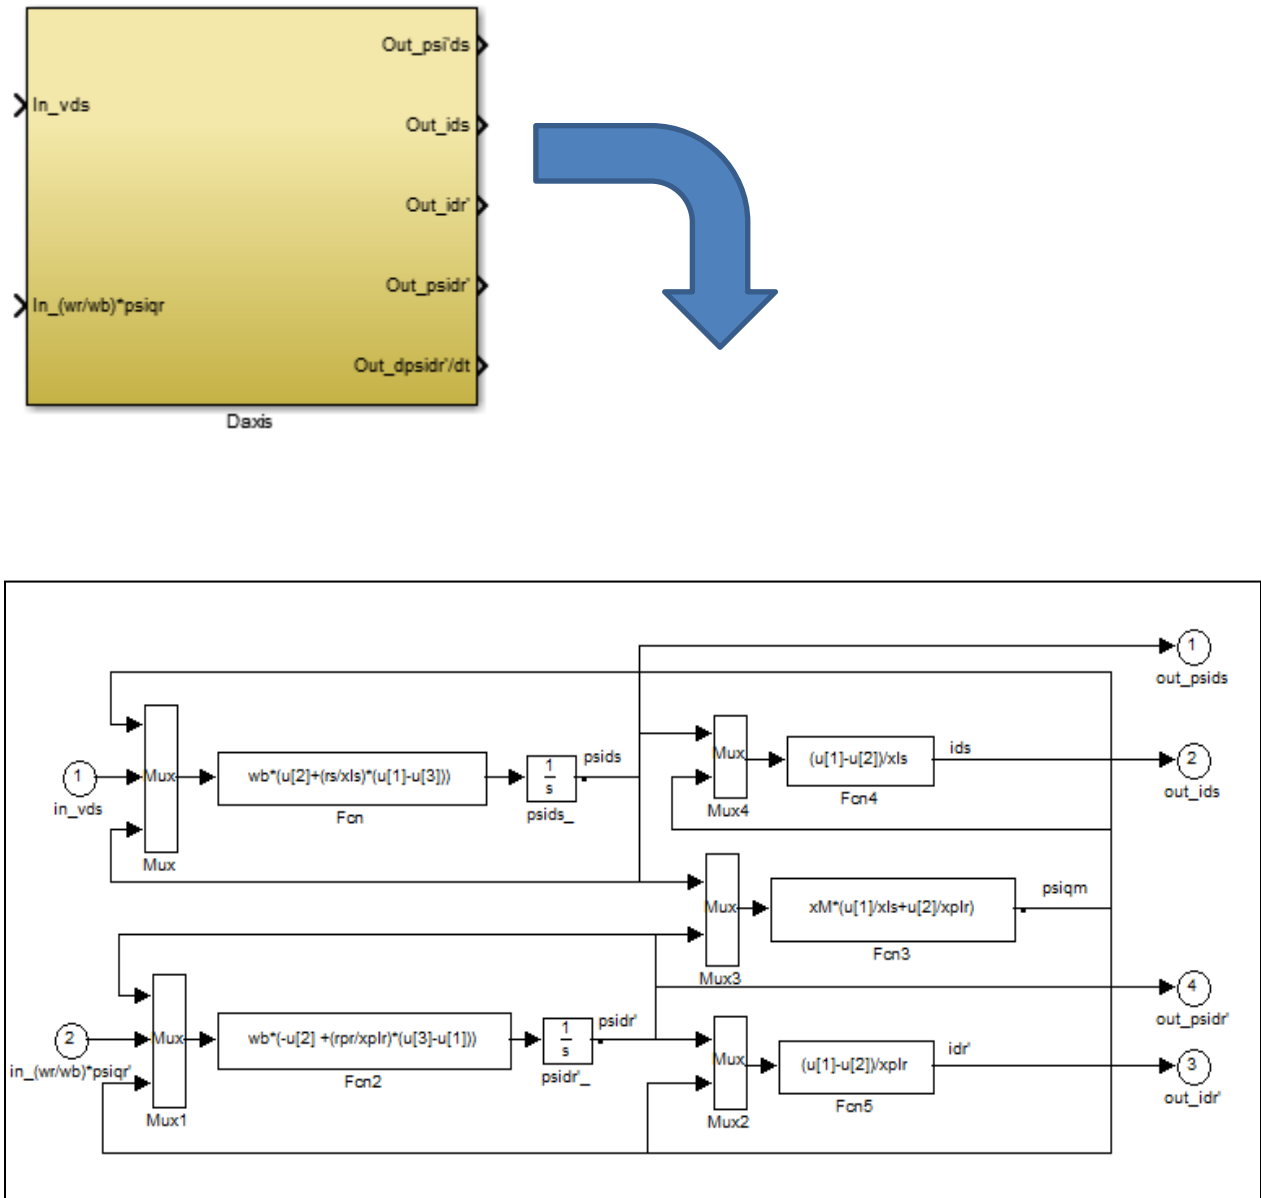 Out_psi'ds
In_vds
Out_ids
Out_idr'
Out_psidr'
In_(wr/wb)*psiqr
Out_dpsidr'/dt
Daxis
1
out_psids
Mux
wb*(u[2]+(rs/xls)*(u[1]-u[3]))
Fcn
1
in_vds
1
s
psids
psids_
Mux
Mux
Mux4
(u[1]-u[2])/xls
Fcn4
ids
2
out_ids
Mux
Mux3
xM*(u[1]/xls+u[2]/xplr)
Fcn3
psiqm
4
out_psidr'
2
in_(wr/wb)*psiqr'
Mux
Mux1
wb*(-u[2] +(rpr/xplr)*(u[3]-u[1]))
Fcn2
1
s
psidr'
psidr'_
Mux
Mux2
(u[1]-u[2])/xplr
Fcn5
idr'
3
out_idr'